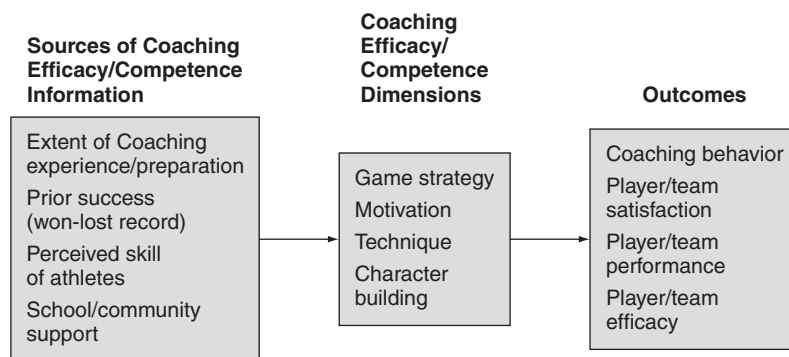 Sources of Coaching
Efficacy/Competence
Information
Extent of Coaching
experience/preparation
Prior success
(won-lost record)
Perceived skill
of athletes
School/community
support
Coaching
Efficacy/
Competence
Dimensions
Game strategy
Motivation
Technique
Character
building
Outcomes
Coaching behavior
Player/team
satisfaction
Player/team
performance
Player/team
efficacy